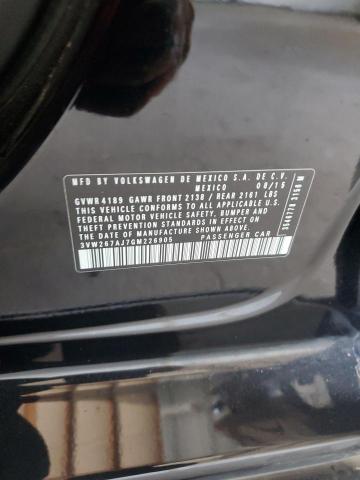 MFD BY VOLKSWAGEN DE MEXICO S.A. DE C.V.
MEXICO 08/15
GVWR 4189 GAWR FRONT 2138 / REAR 2161 LBS
THIS VEHICLE CONFORMS TO ALL APPLICABLE U.S.
FEDERAL MOTOR VEHICLE SAFETY, BUMPER AND
THEFT PREVENTION STANDARDS IN EFFECT ON
THE DATE OF MANUFACTURE SHOWN ABOVE.
3VW267AJ7GM226905 PASSENGER CAR